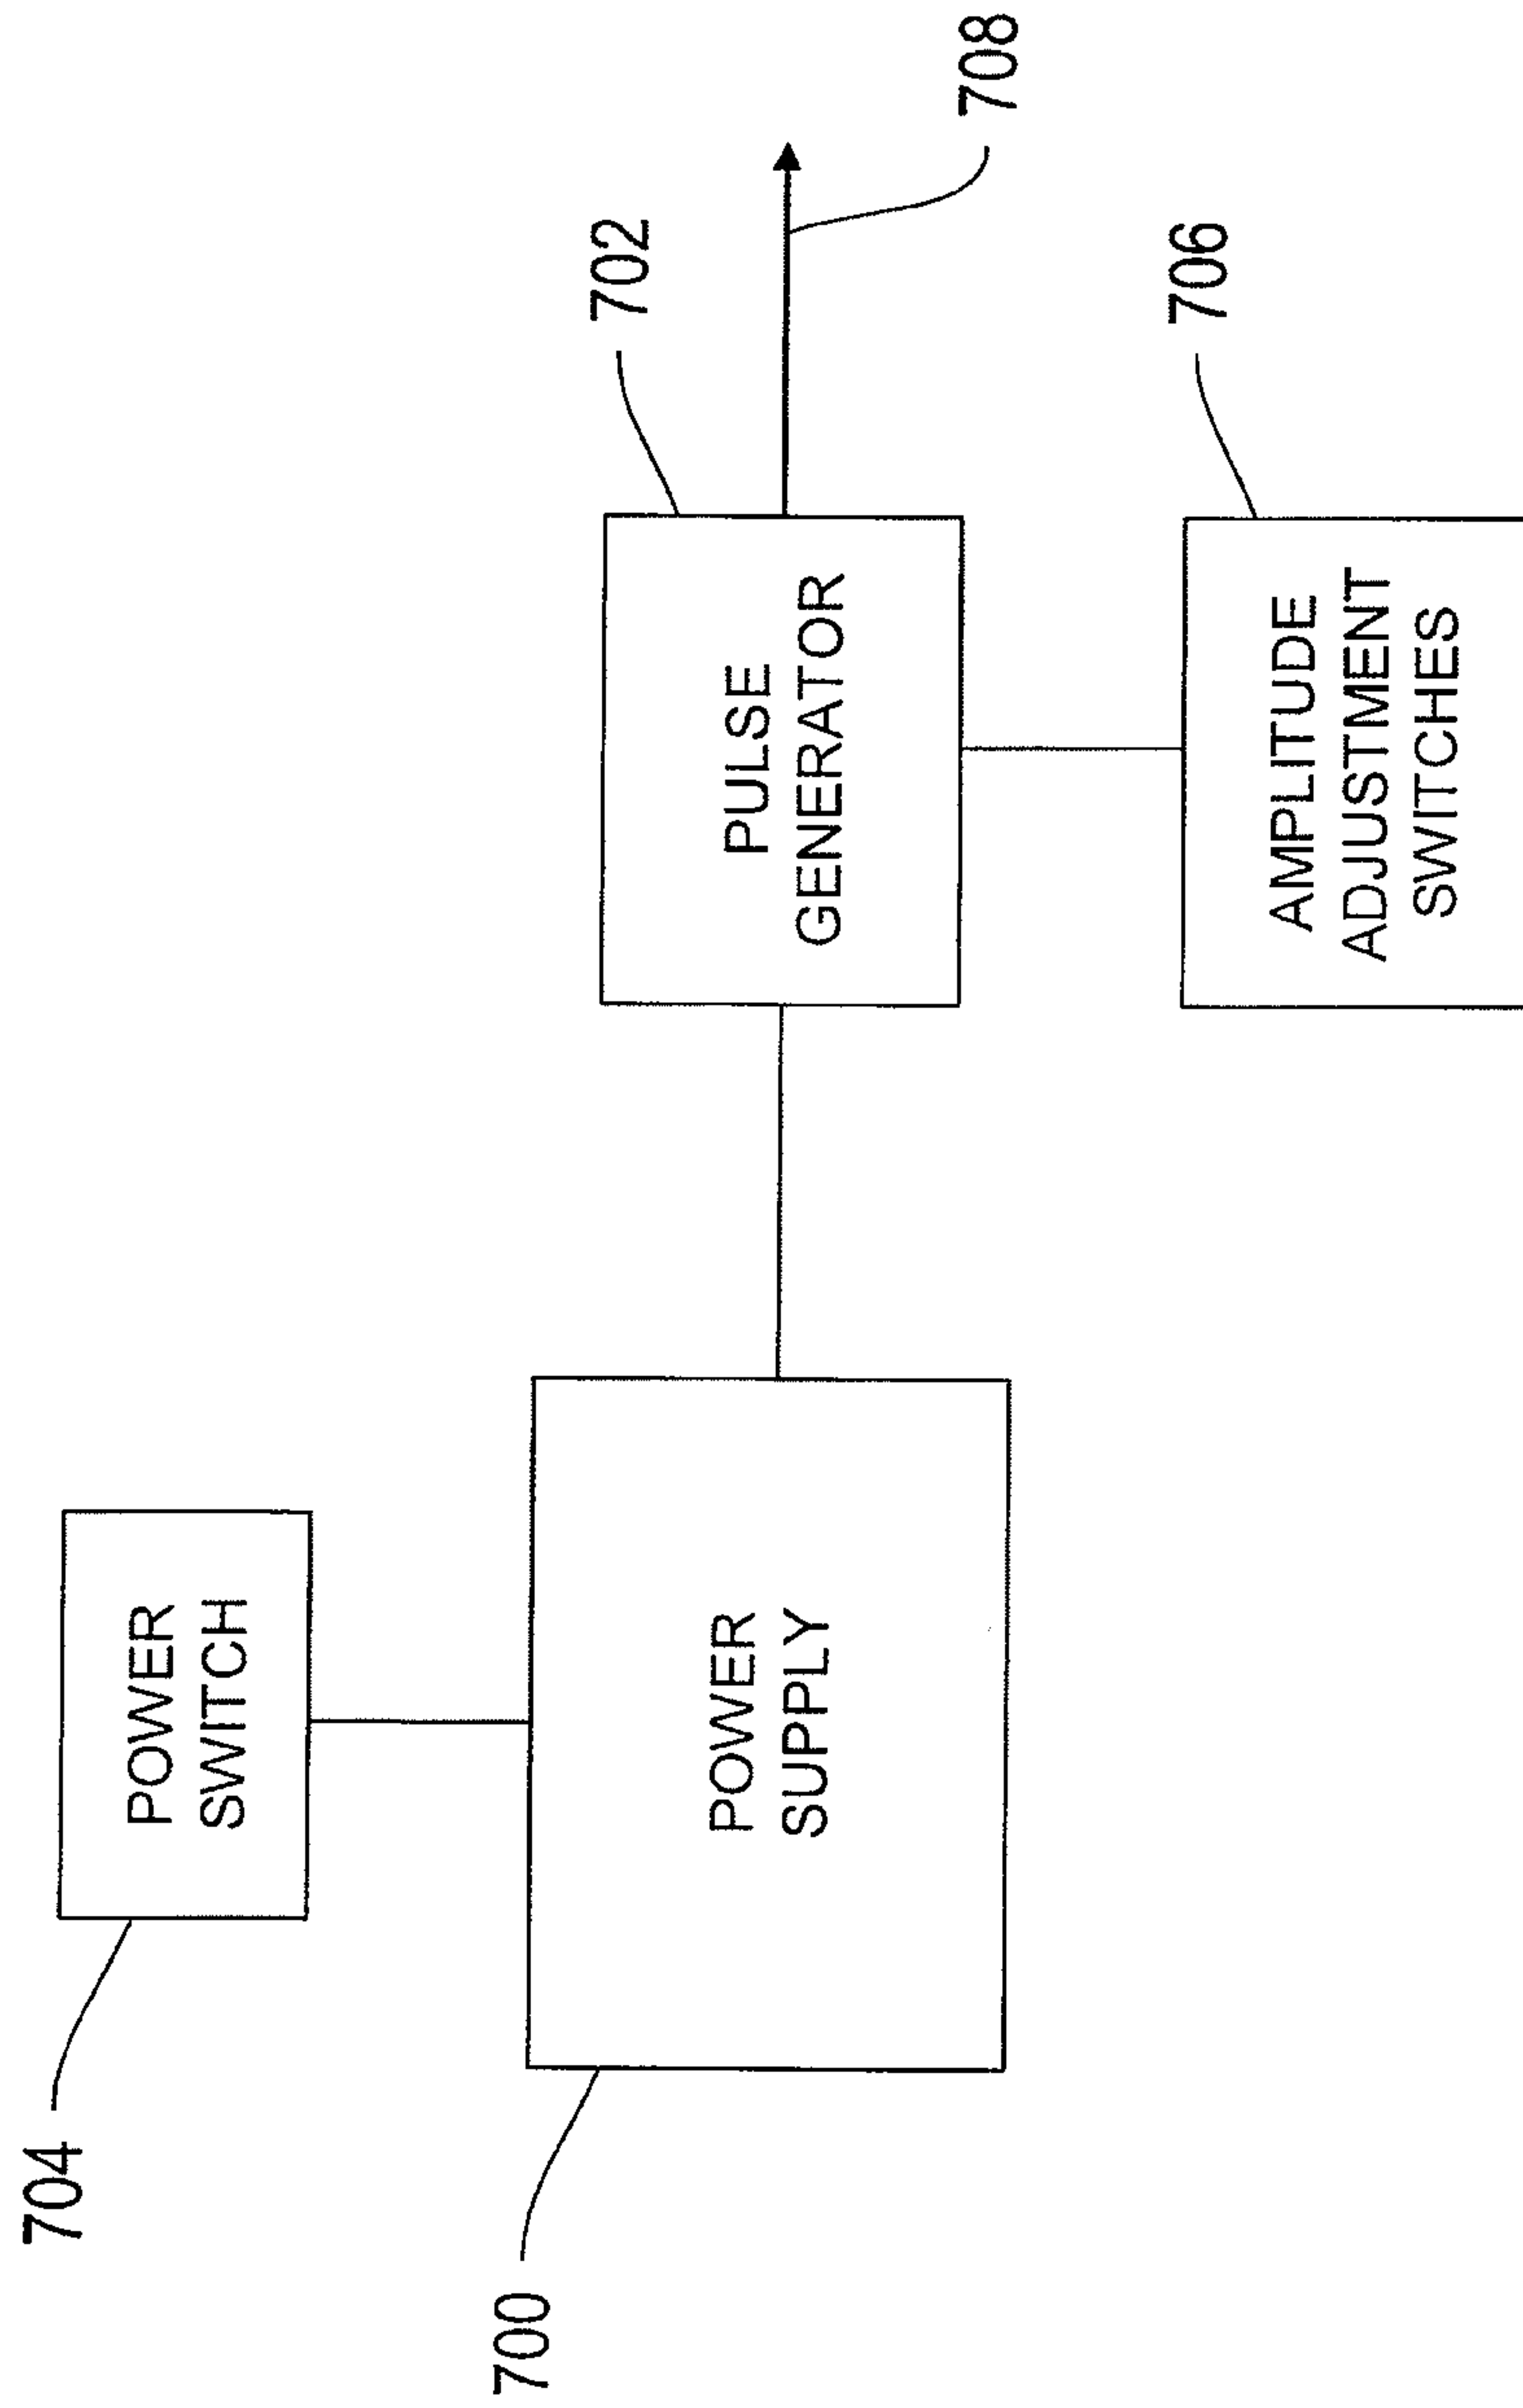 704
POWER
SWITCH
700
POWER
SUPPLY
702
PULSE
GENERATOR
708
706
AMPLITUDE
ADJUSTMENT
SWITCHES